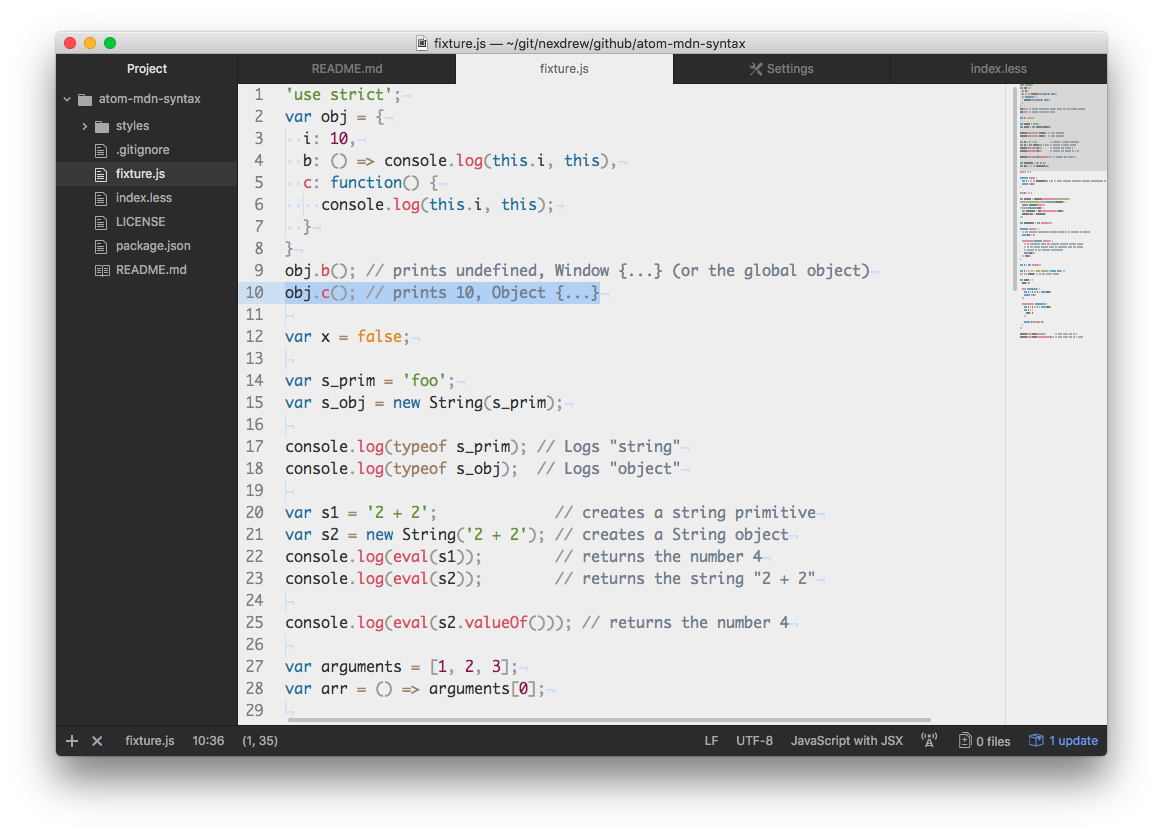 fixture.js — ~/git/nexdrew/github/atom-mdn-syntax
Project
README.md
fixture.js
Settings
index.less
atom-mdn-syntax
styles
.gitignore
fixture.js
index.less
LICENSE
package.json
README.md
1 'use strict';¬
2 var obj = {¬
3 ··i: 10,¬
4 ··b: () => console.log(this.i, this),¬
5 ··c: function() {¬
6 ····console.log(this.i, this);¬
7 ··}¬
8 }¬
9 obj.b(); // prints undefined, Window {...} (or the global object)¬
10 obj.c(); // prints 10, Object {...}¬
11 ¬
12 var x = false;¬
13 ¬
14 var s_prim = 'foo';¬
15 var s_obj = new String(s_prim);¬
16 ¬
17 console.log(typeof s_prim); // Logs "string"¬
18 console.log(typeof s_obj);  // Logs "object"¬
19 ¬
20 var s1 = '2 + 2';             // creates a string primitive¬
21 var s2 = new String('2 + 2'); // creates a String object¬
22 console.log(eval(s1));        // returns the number 4¬
23 console.log(eval(s2));        // returns the string "2 + 2"¬
24 ¬
25 console.log(eval(s2.valueOf())); // returns the number 4¬
26 ¬
27 var arguments = [1, 2, 3];¬
28 var arr = () => arguments[0];¬
29 ¬
fixture.js 10:36 (1, 35) LF UTF-8 JavaScript with JSX 0 files 1 update